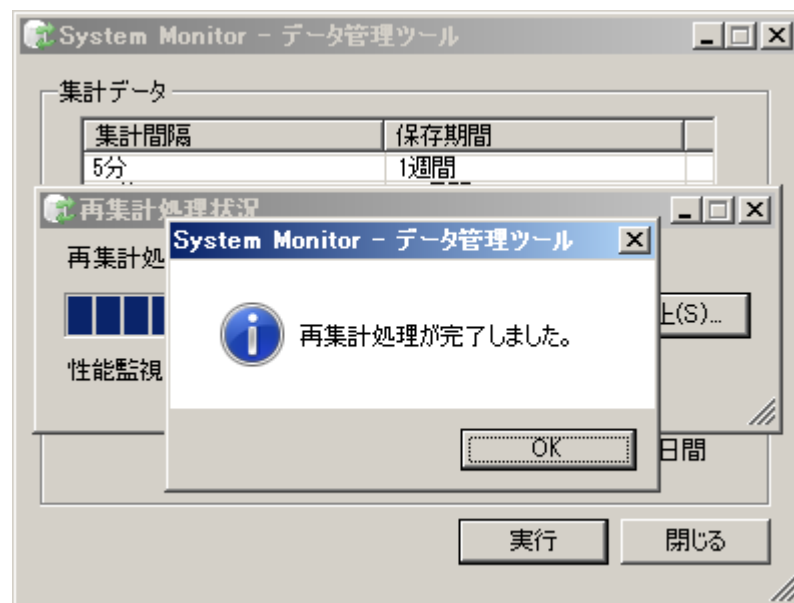 System Monitor - データ管理ツール
集計データ
集計間隔 保存期間
5分 1週間
再集計処理状況
再集計処
System Monitor - データ管理ツール
再集計処理が完了しました。
止(S)...
性能監視
OK
日間
実行 閉じる